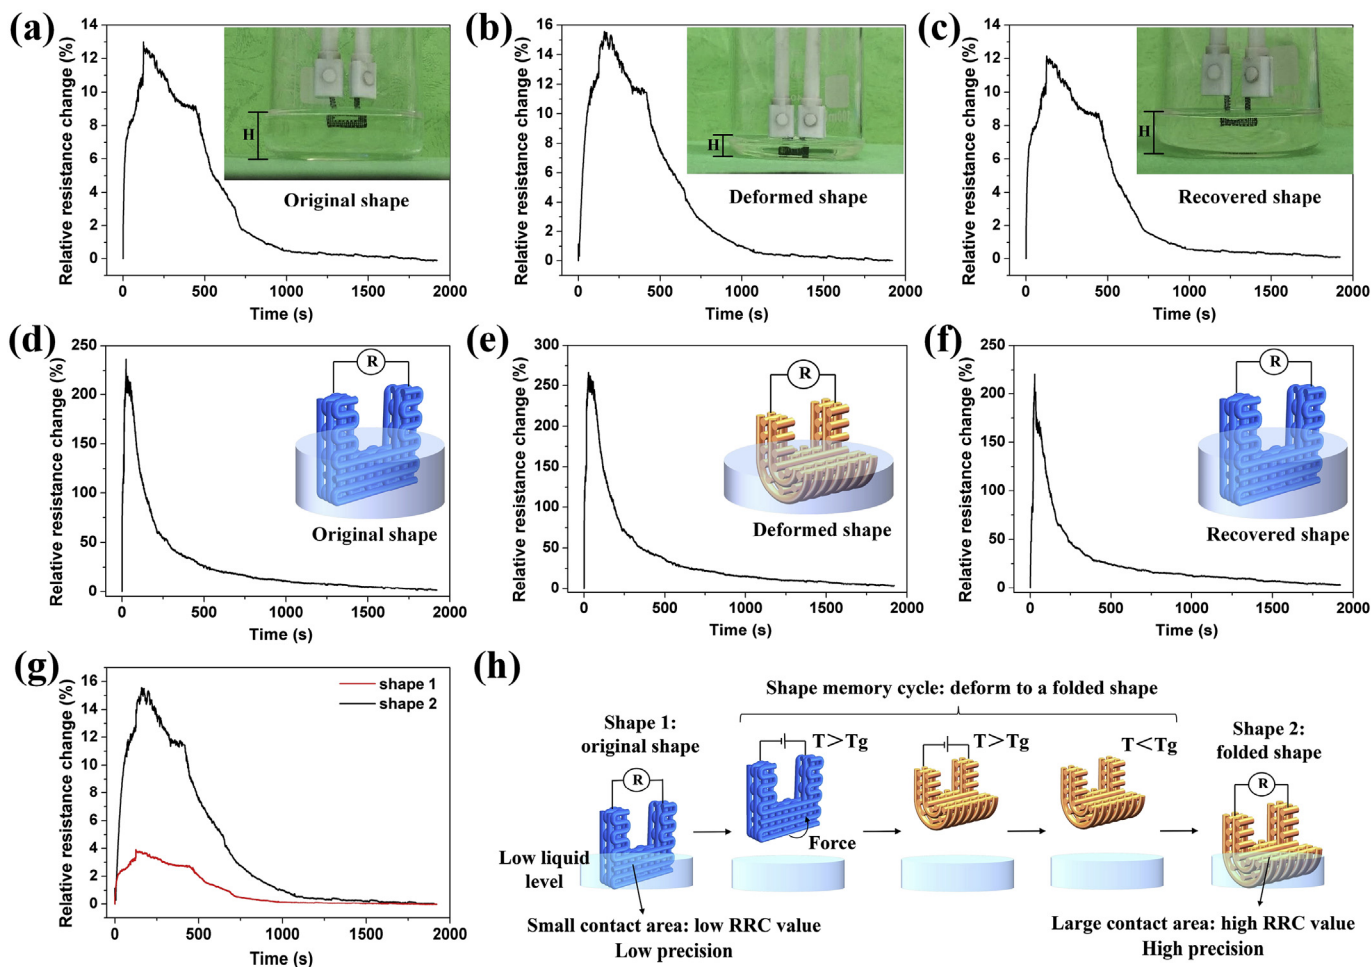 (a)
Relative resistance change (%)
14
12
10
8
6
4
2
0
H
Original shape
0 500 1000 1500 2000
Time (s)
(b)
Relative resistance change (%)
16
14
12
10
8
6
4
2
0
H
Deformed shape
0 500 1000 1500 2000
Time (s)
(c)
Relative resistance change (%)
14
12
10
8
6
4
2
0
H
Recovered shape
0 500 1000 1500 2000
Time (s)
(d)
Relative resistance change (%)
250
200
150
100
50
0
R
Original shape
0 500 1000 1500 2000
Time (s)
(e)
Relative resistance change (%)
300
250
200
150
100
50
0
R
Deformed shape
0 500 1000 1500 2000
Time (s)
(f)
Relative resistance change (%)
250
200
150
100
50
0
R
Recovered shape
0 500 1000 1500 2000
Time (s)
(g)
Relative resistance change (%)
16
14
12
10
8
6
4
2
0
shape 1
shape 2
0 500 1000 1500 2000
Time (s)
(h)
Shape memory cycle: deform to a folded shape
Shape 1:
original shape
R
T>Tg
Force
T>Tg
T<Tg
Shape 2:
folded shape
R
Low liquid
level
Small contact area: low RRC value
Low precision
Large contact area: high RRC value
High precision